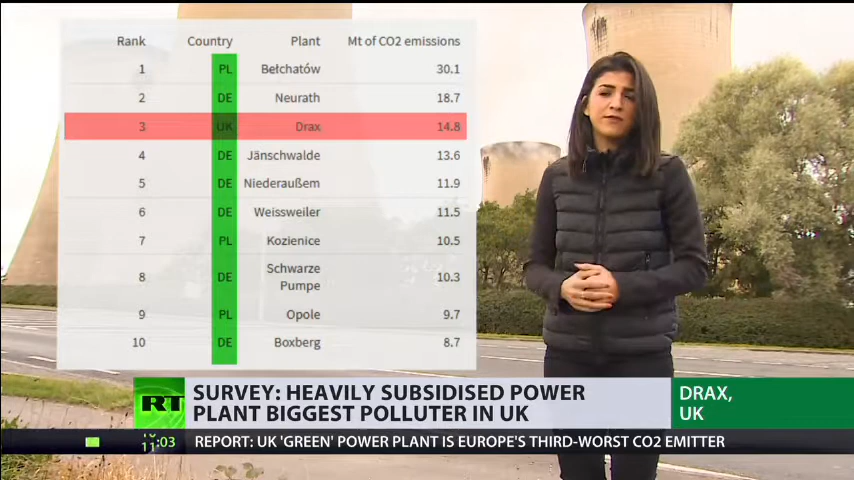 Rank Country Plant Mt of CO2 emissions
1 PL Bełchatów 30.1
2 DE Neurath 18.7
3 UK Drax 14.8
4 DE Jänschwalde 13.6
5 DE Niederaußem 11.9
6 DE Weissweiler 11.5
7 PL Kozienice 10.5
8 DE Schwarze Pumpe 10.3
9 PL Opole 9.7
10 DE Boxberg 8.7
RT
SURVEY: HEAVILY SUBSIDISED POWER
PLANT BIGGEST POLLUTER IN UK
DRAX,
UK
11:03
REPORT: UK 'GREEN' POWER PLANT IS EUROPE'S THIRD-WORST CO2 EMITTER